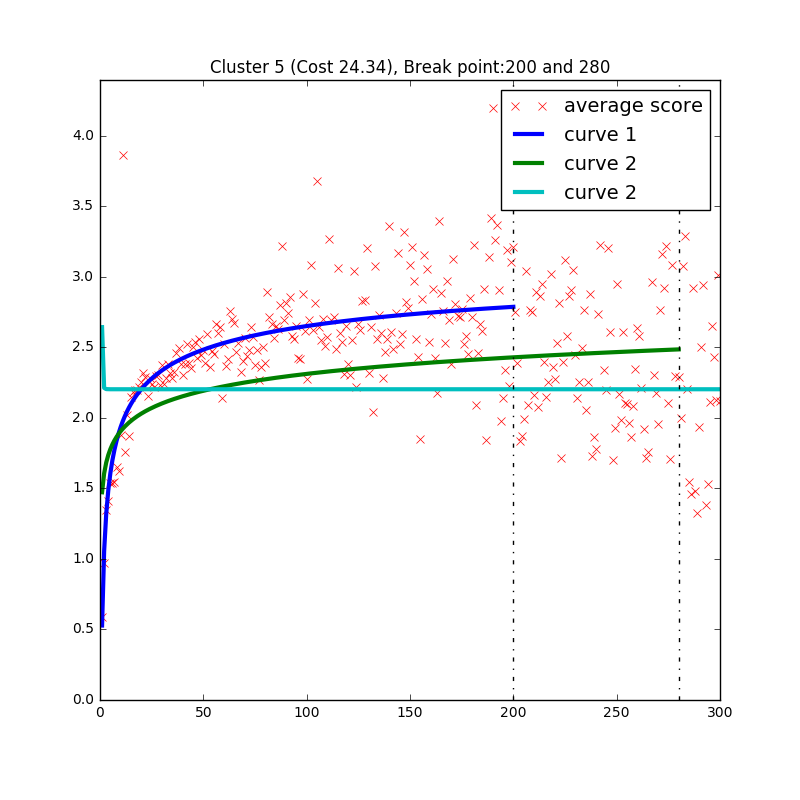 Cluster 5 (Cost 24.34), Break point:200 and 280
average score
curve 1
curve 2
curve 2
4.0
3.5
3.0
2.5
2.0
1.5
1.0
0.5
0.0
0 50 100 150 200 250 300